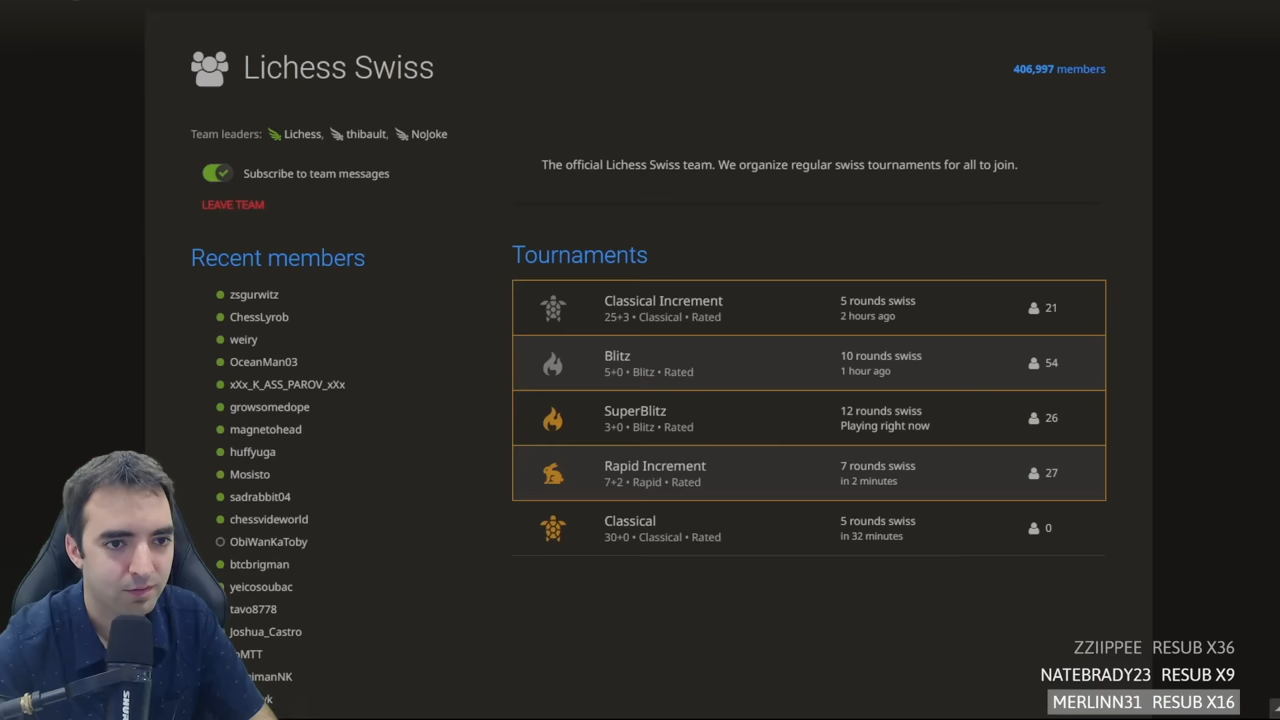 Lichess Swiss
406,997 members
Team leaders: Lichess, thibault, NoJoke
Subscribe to team messages
The official Lichess Swiss team. We organize regular swiss tournaments for all to join.
LEAVE TEAM
Recent members
zsgurwitz
ChessLyrob
weiry
OceanMan03
xXx_K_ASS_PAROV_xXx
growsomedope
magnetohead
huffyuga
Mosisto
sadrabbit04
chessvideworld
ObiWanKaToby
btcbrigman
yeicosoubac
tavo8778
Joshua_Castro
Tournaments
Classical Increment 5 rounds swiss 21
25+3 • Classical • Rated 2 hours ago
Blitz 10 rounds swiss 54
5+0 • Blitz • Rated 1 hour ago
SuperBlitz 12 rounds swiss 26
3+0 • Blitz • Rated Playing right now
Rapid Increment 7 rounds swiss 27
7+2 • Rapid • Rated in 2 minutes
Classical 5 rounds swiss 0
30+0 • Classical • Rated in 32 minutes
ZZIIPPEE RESUB X36
NATEBRADY23 RESUB X9
MERLINN31 RESUB X16
SHURE